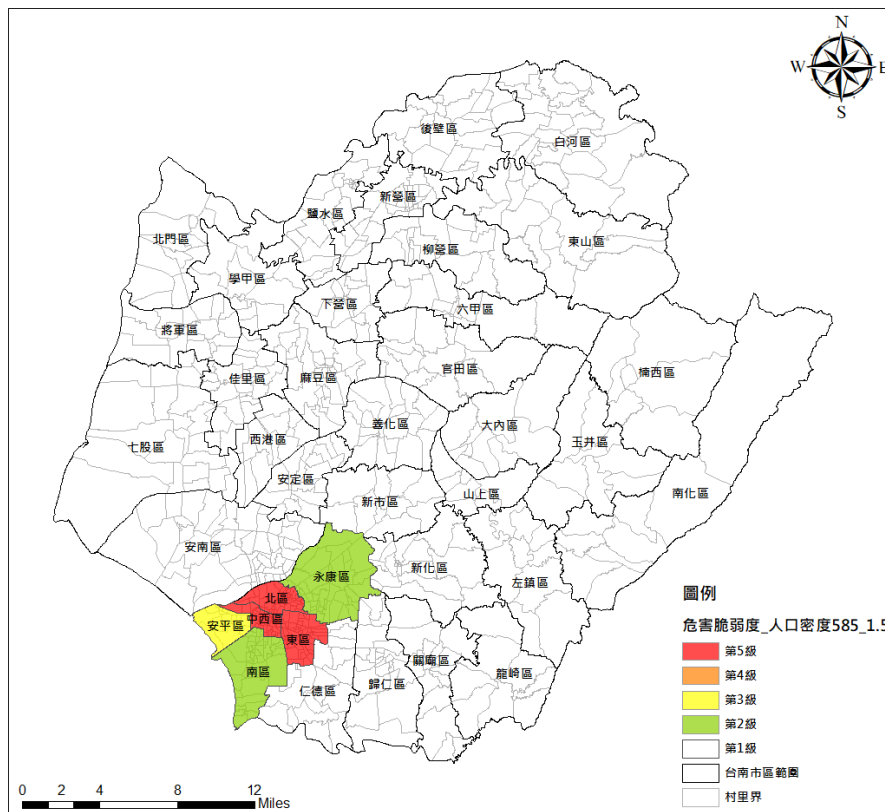 N
W
E
S
後壁區
白河區
新營區
鹽水區
北門區
柳營區
東山區
學甲區
下營區
六甲區
將軍區
官田區
楠西區
佳里區
麻豆區
善化區
大內區
玉井區
七股區
西港區
安定區
新市區
山上區
南化區
安南區
永康區
新化區
左鎮區
北區
中西區
安平區
東區
南區
仁德區
歸仁區
關廟區
龍崎區
圖例
危害脆弱度_人口密度585_1.5
第5級
第4級
第3級
第2級
第1級
台南市區範圍
村里界
0 2 4 8 12
Miles